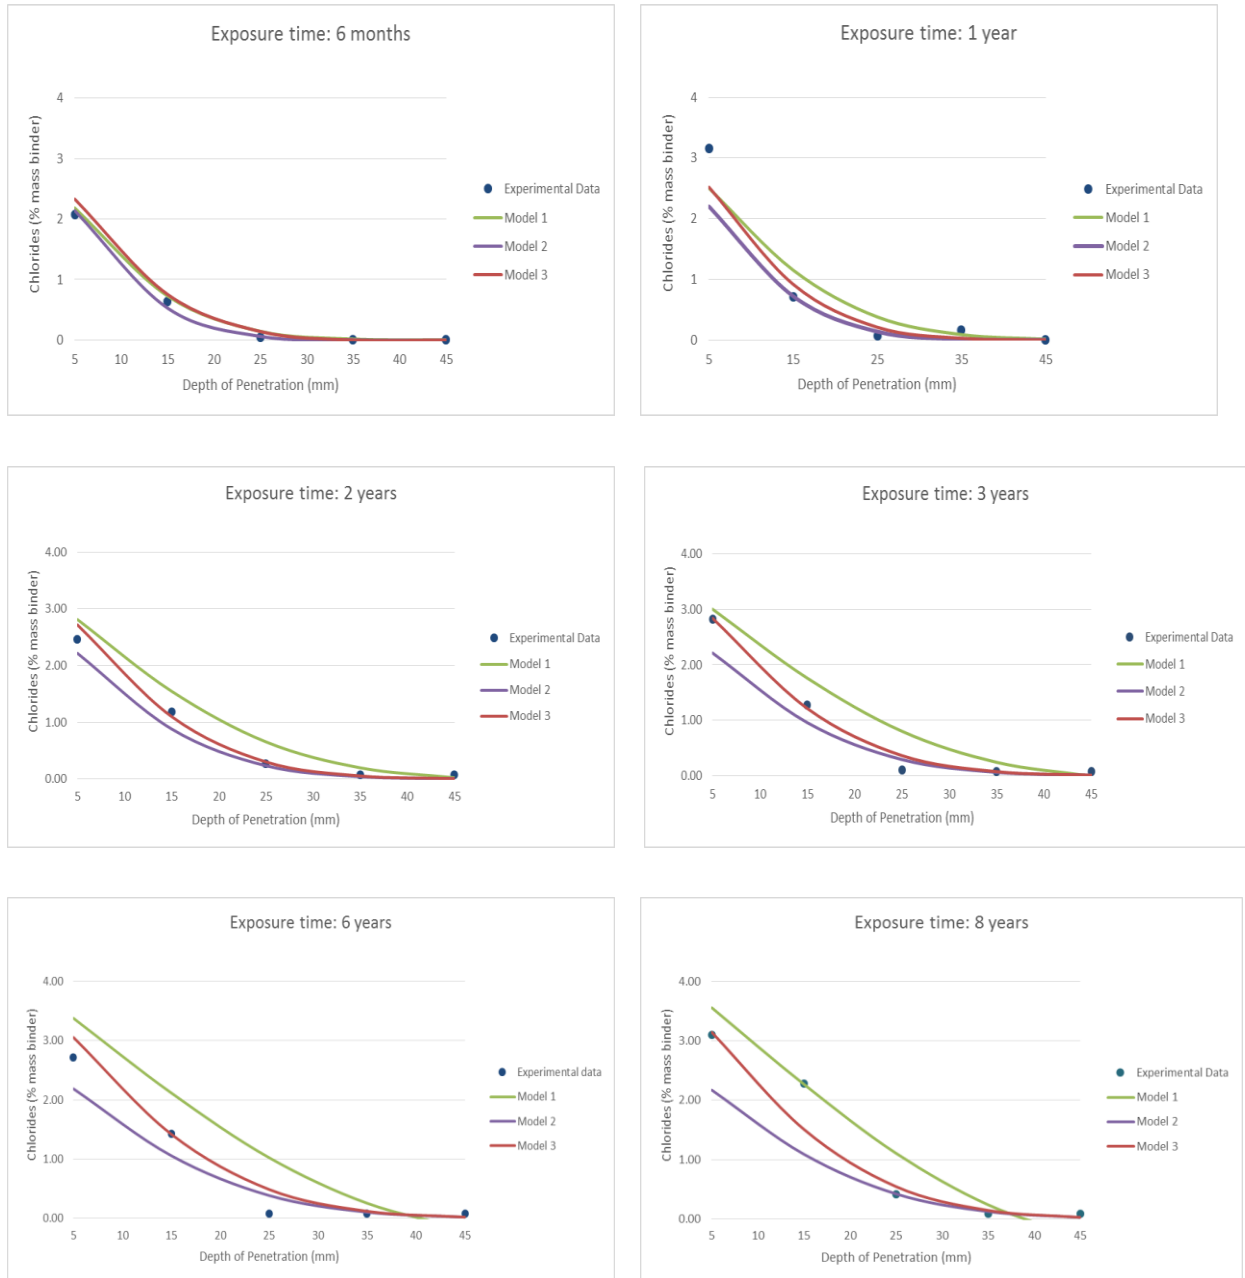 Exposure time: 6 months
Chlorides (% mass binder)
4
3
2
1
0
5 10 15 20 25 30 35 40 45
Depth of Penetration (mm)
Experimental Data
Model 1
Model 2
Model 3
Exposure time: 1 year
Chlorides (% mass binder)
4
3
2
1
0
5 15 25 35 45
Depth of Penetration (mm)
Experimental Data
Model 1
Model 2
Model 3
Exposure time: 2 years
Chlorides (% mass binder)
4.00
3.00
2.00
1.00
0.00
5 10 15 20 25 30 35 40 45
Depth of Penetration (mm)
Experimental Data
Model 1
Model 2
Model 3
Exposure time: 3 years
Chlorides (% mass binder)
4.00
3.00
2.00
1.00
0.00
5 10 15 20 25 30 35 40 45
Depth of Penetration (mm)
Experimental Data
Model 1
Model 2
Model 3
Exposure time: 6 years
Chlorides (% mass binder)
4.00
3.00
2.00
1.00
0.00
5 10 15 20 25 30 35 40 45
Depth of Penetration (mm)
Experimental data
Model 1
Model 2
Model 3
Exposure time: 8 years
Chlorides (% mass binder)
4.00
3.00
2.00
1.00
0.00
5 10 15 20 25 30 35 40 45
Depth of Penetration (mm)
Experimental Data
Model 1
Model 2
Model 3